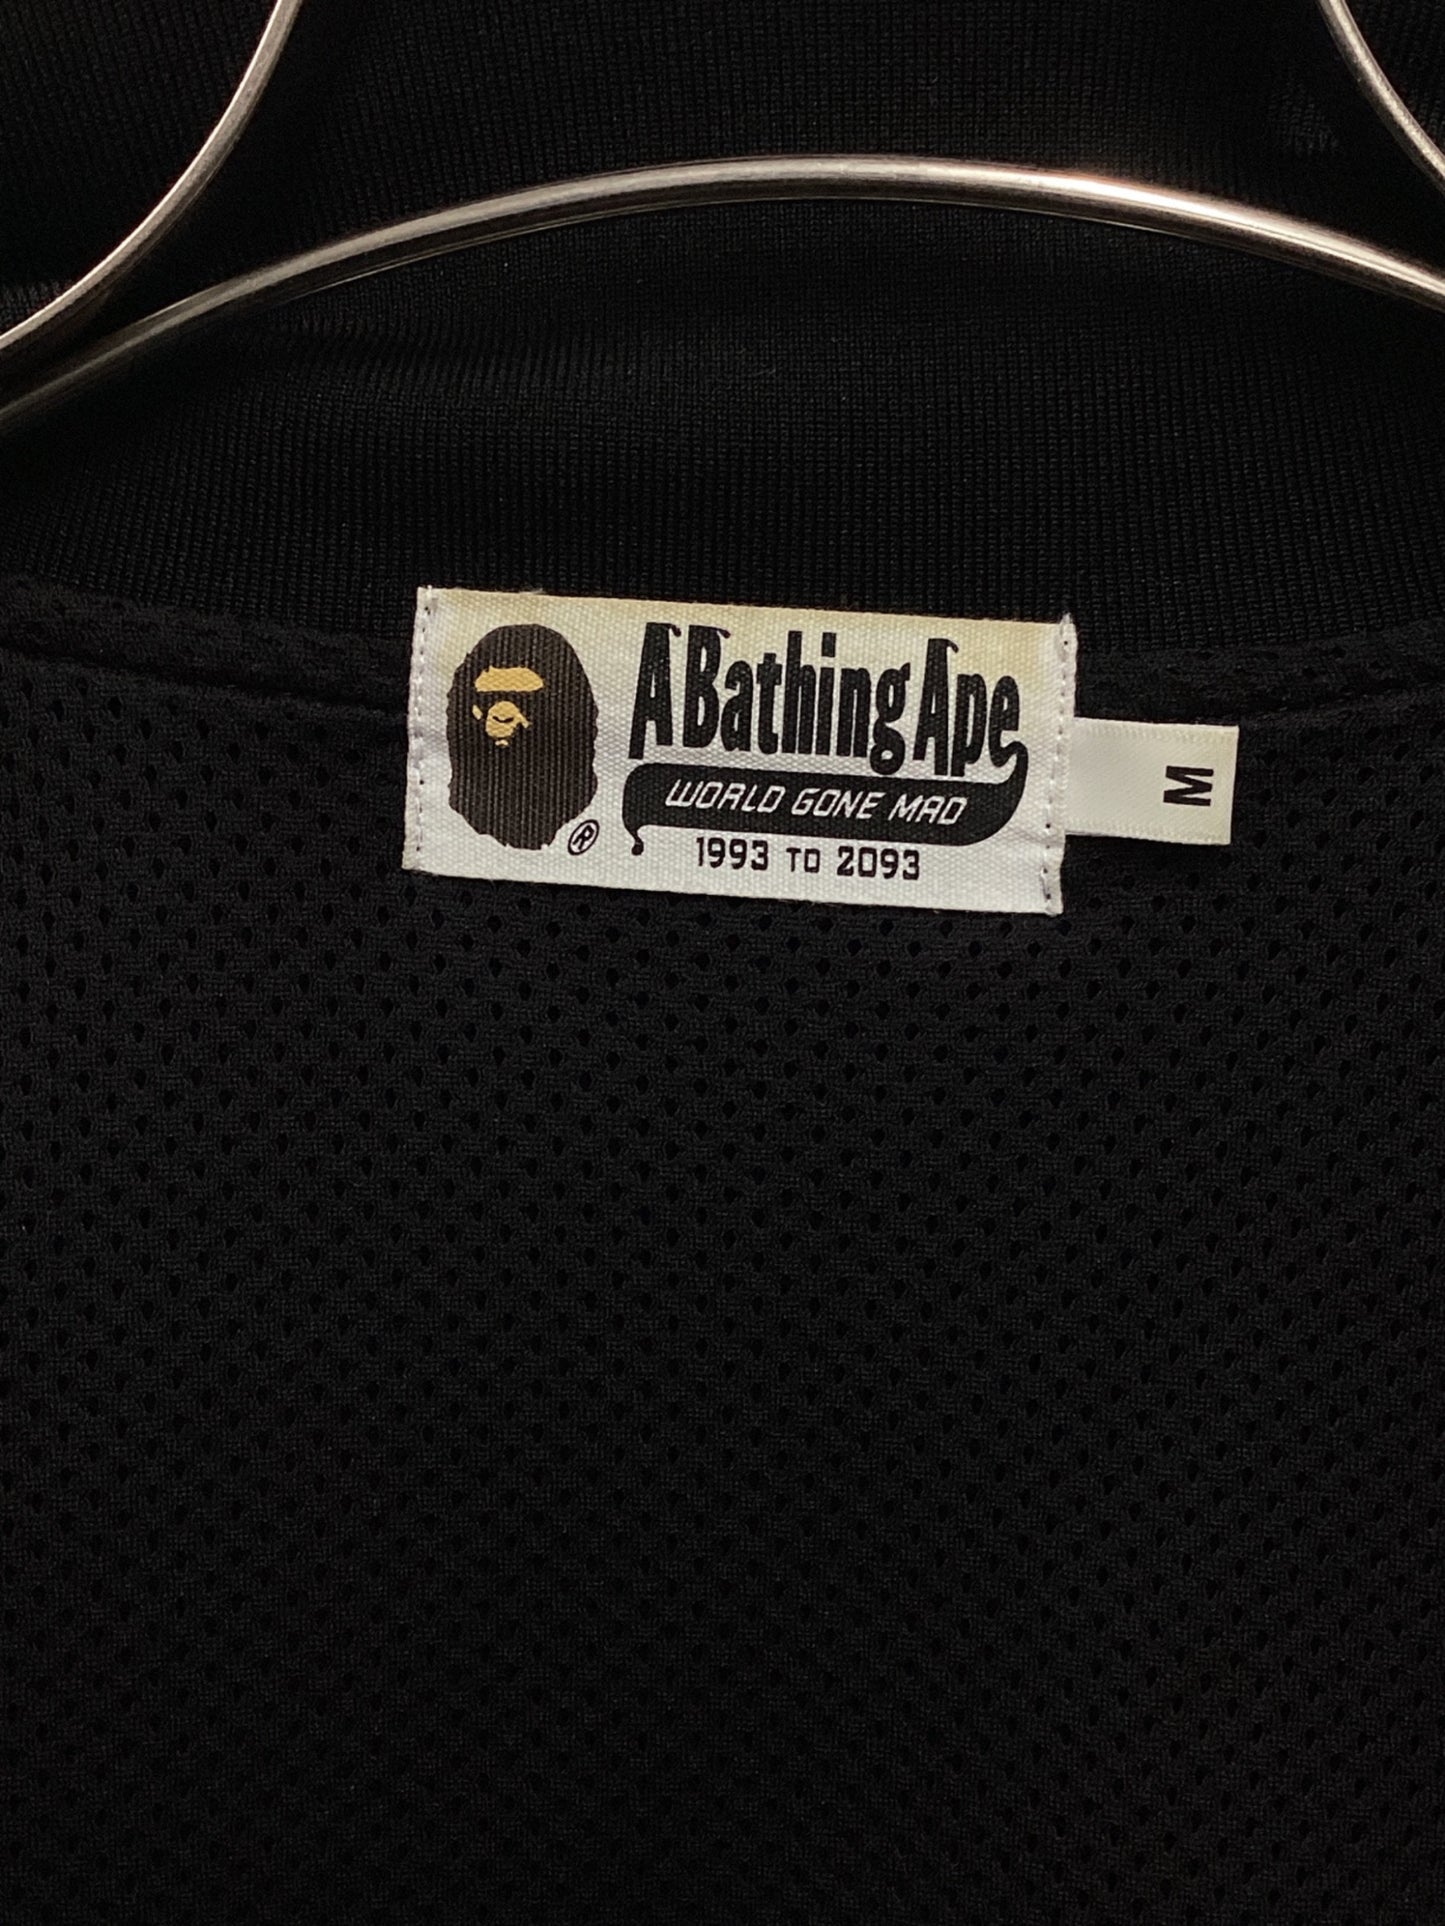 A Bathing Ape
WORLD GONE MAD
1993 TO 2093
®
M